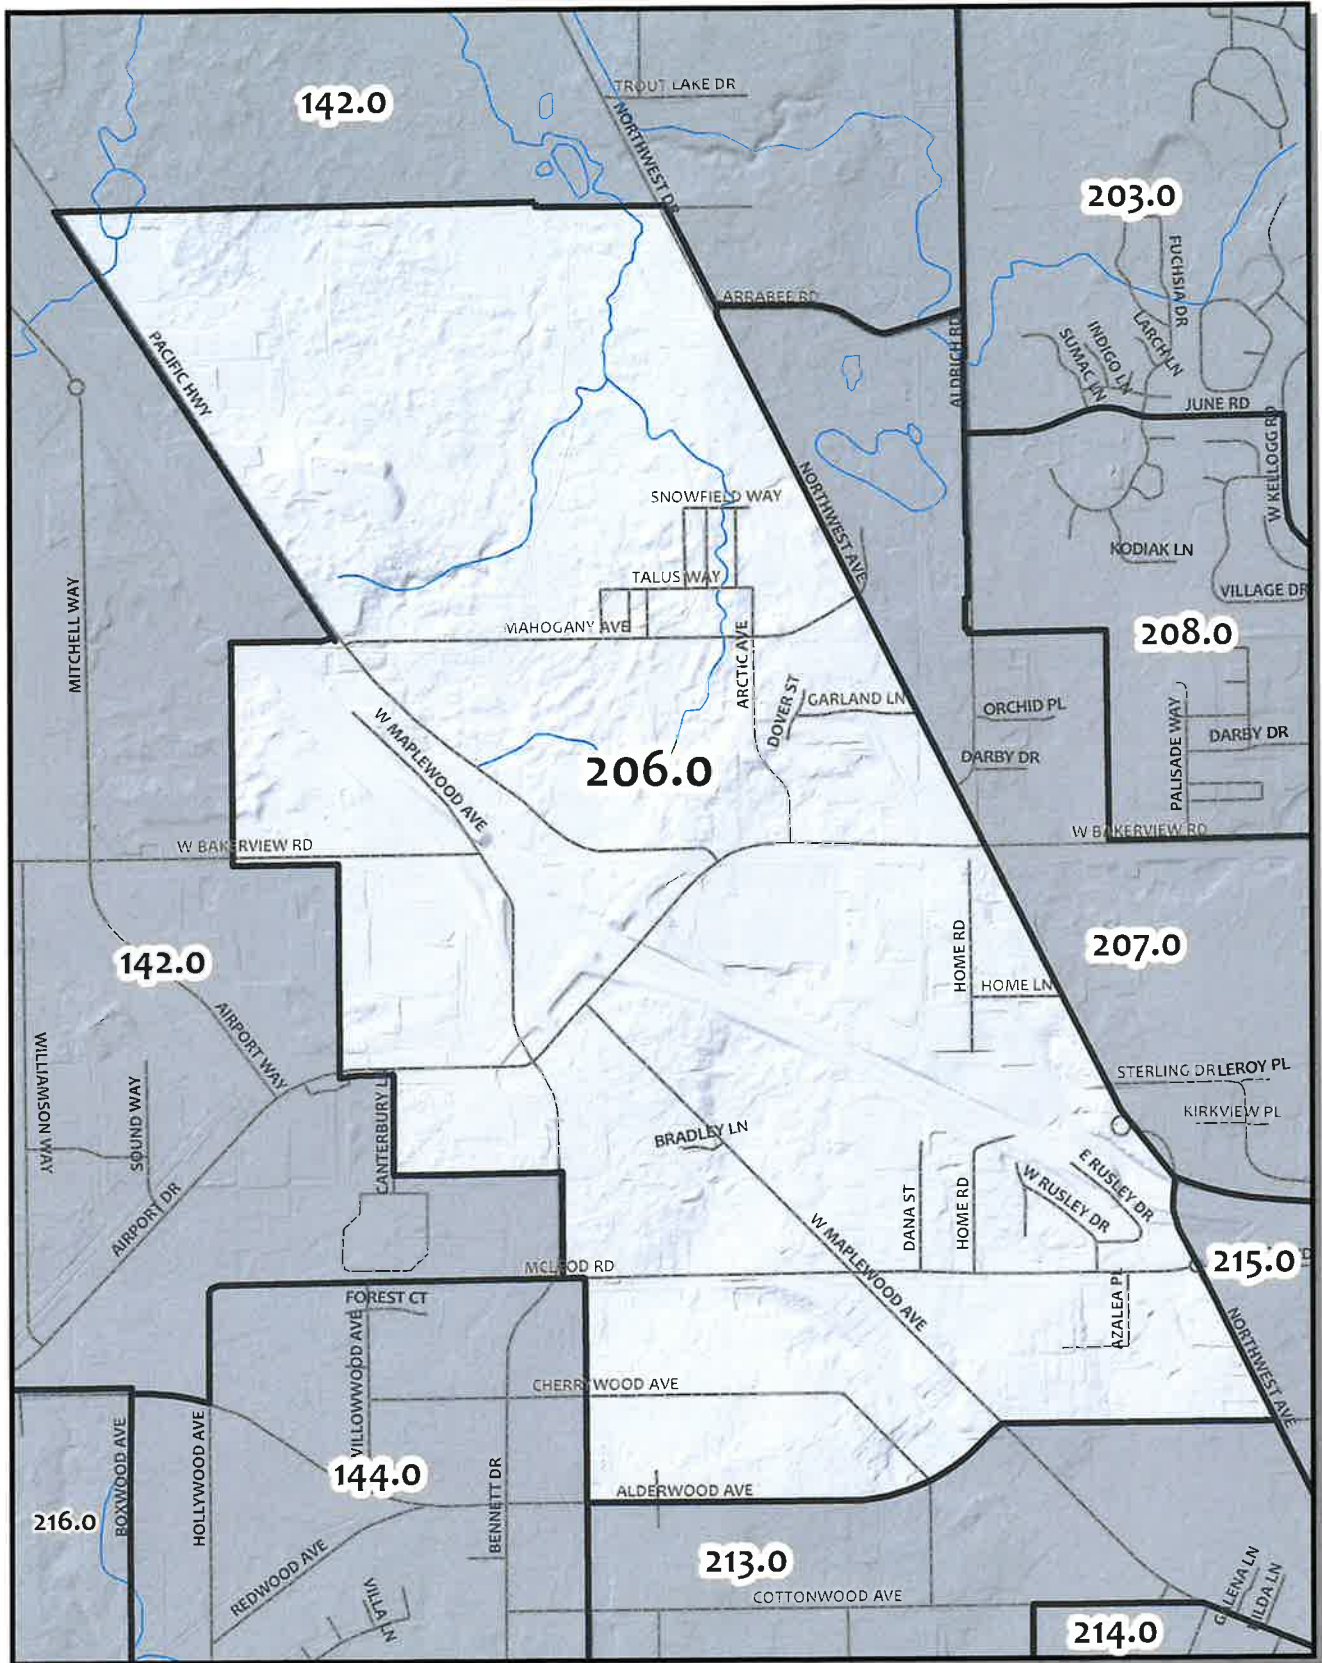 142.0
TROUT LAKE DR
NORTHWEST DR
203.0
FUCHSIA DR
ARRABEE RD
PACIFIC HWY
LARCH LN
INDIGO LN
SUMAC LN
ALDRICH RD
JUNE RD
W KELLOGG RD
NORTHWEST AVE
SNOWFIELD WAY
KODIAK LN
TALUS WAY
VILLAGE DR
MITCHELL WAY
MAHOGANY AVE
208.0
ARCTIC AVE
DOVER ST
GARLAND LN
ORCHID PL
PALISADE WAY
DARBY DR
W MAPLEWOOD AVE
DARBY DR
206.0
W BAKERVIEW RD
W BAKERVIEW RD
HOME RD
207.0
142.0
HOME LN
AIRPORT WAY
WILLIAMSON WAY
SOUND WAY
STERLING DR
LEROY PL
CANTERBURY L
KIRKVIEW PL
BRADLEY LN
E RUSLEY DR
W RUSLEY DR
DANA ST
HOME RD
AIRPORT DR
W MAPLEWOOD AVE
215.0
MCLEOD RD
FOREST CT
AZALEA PL
NORTHWEST AVE
VILLOWWOOD AVE
CHERRYWOOD AVE
BOXWOOD AVE
HOLLYWOOD AVE
144.0
BENNETT DR
ALDERWOOD AVE
216.0
213.0
REDWOOD AVE
VILLA LN
COTTONWOOD AVE
GALENA LN
214.0